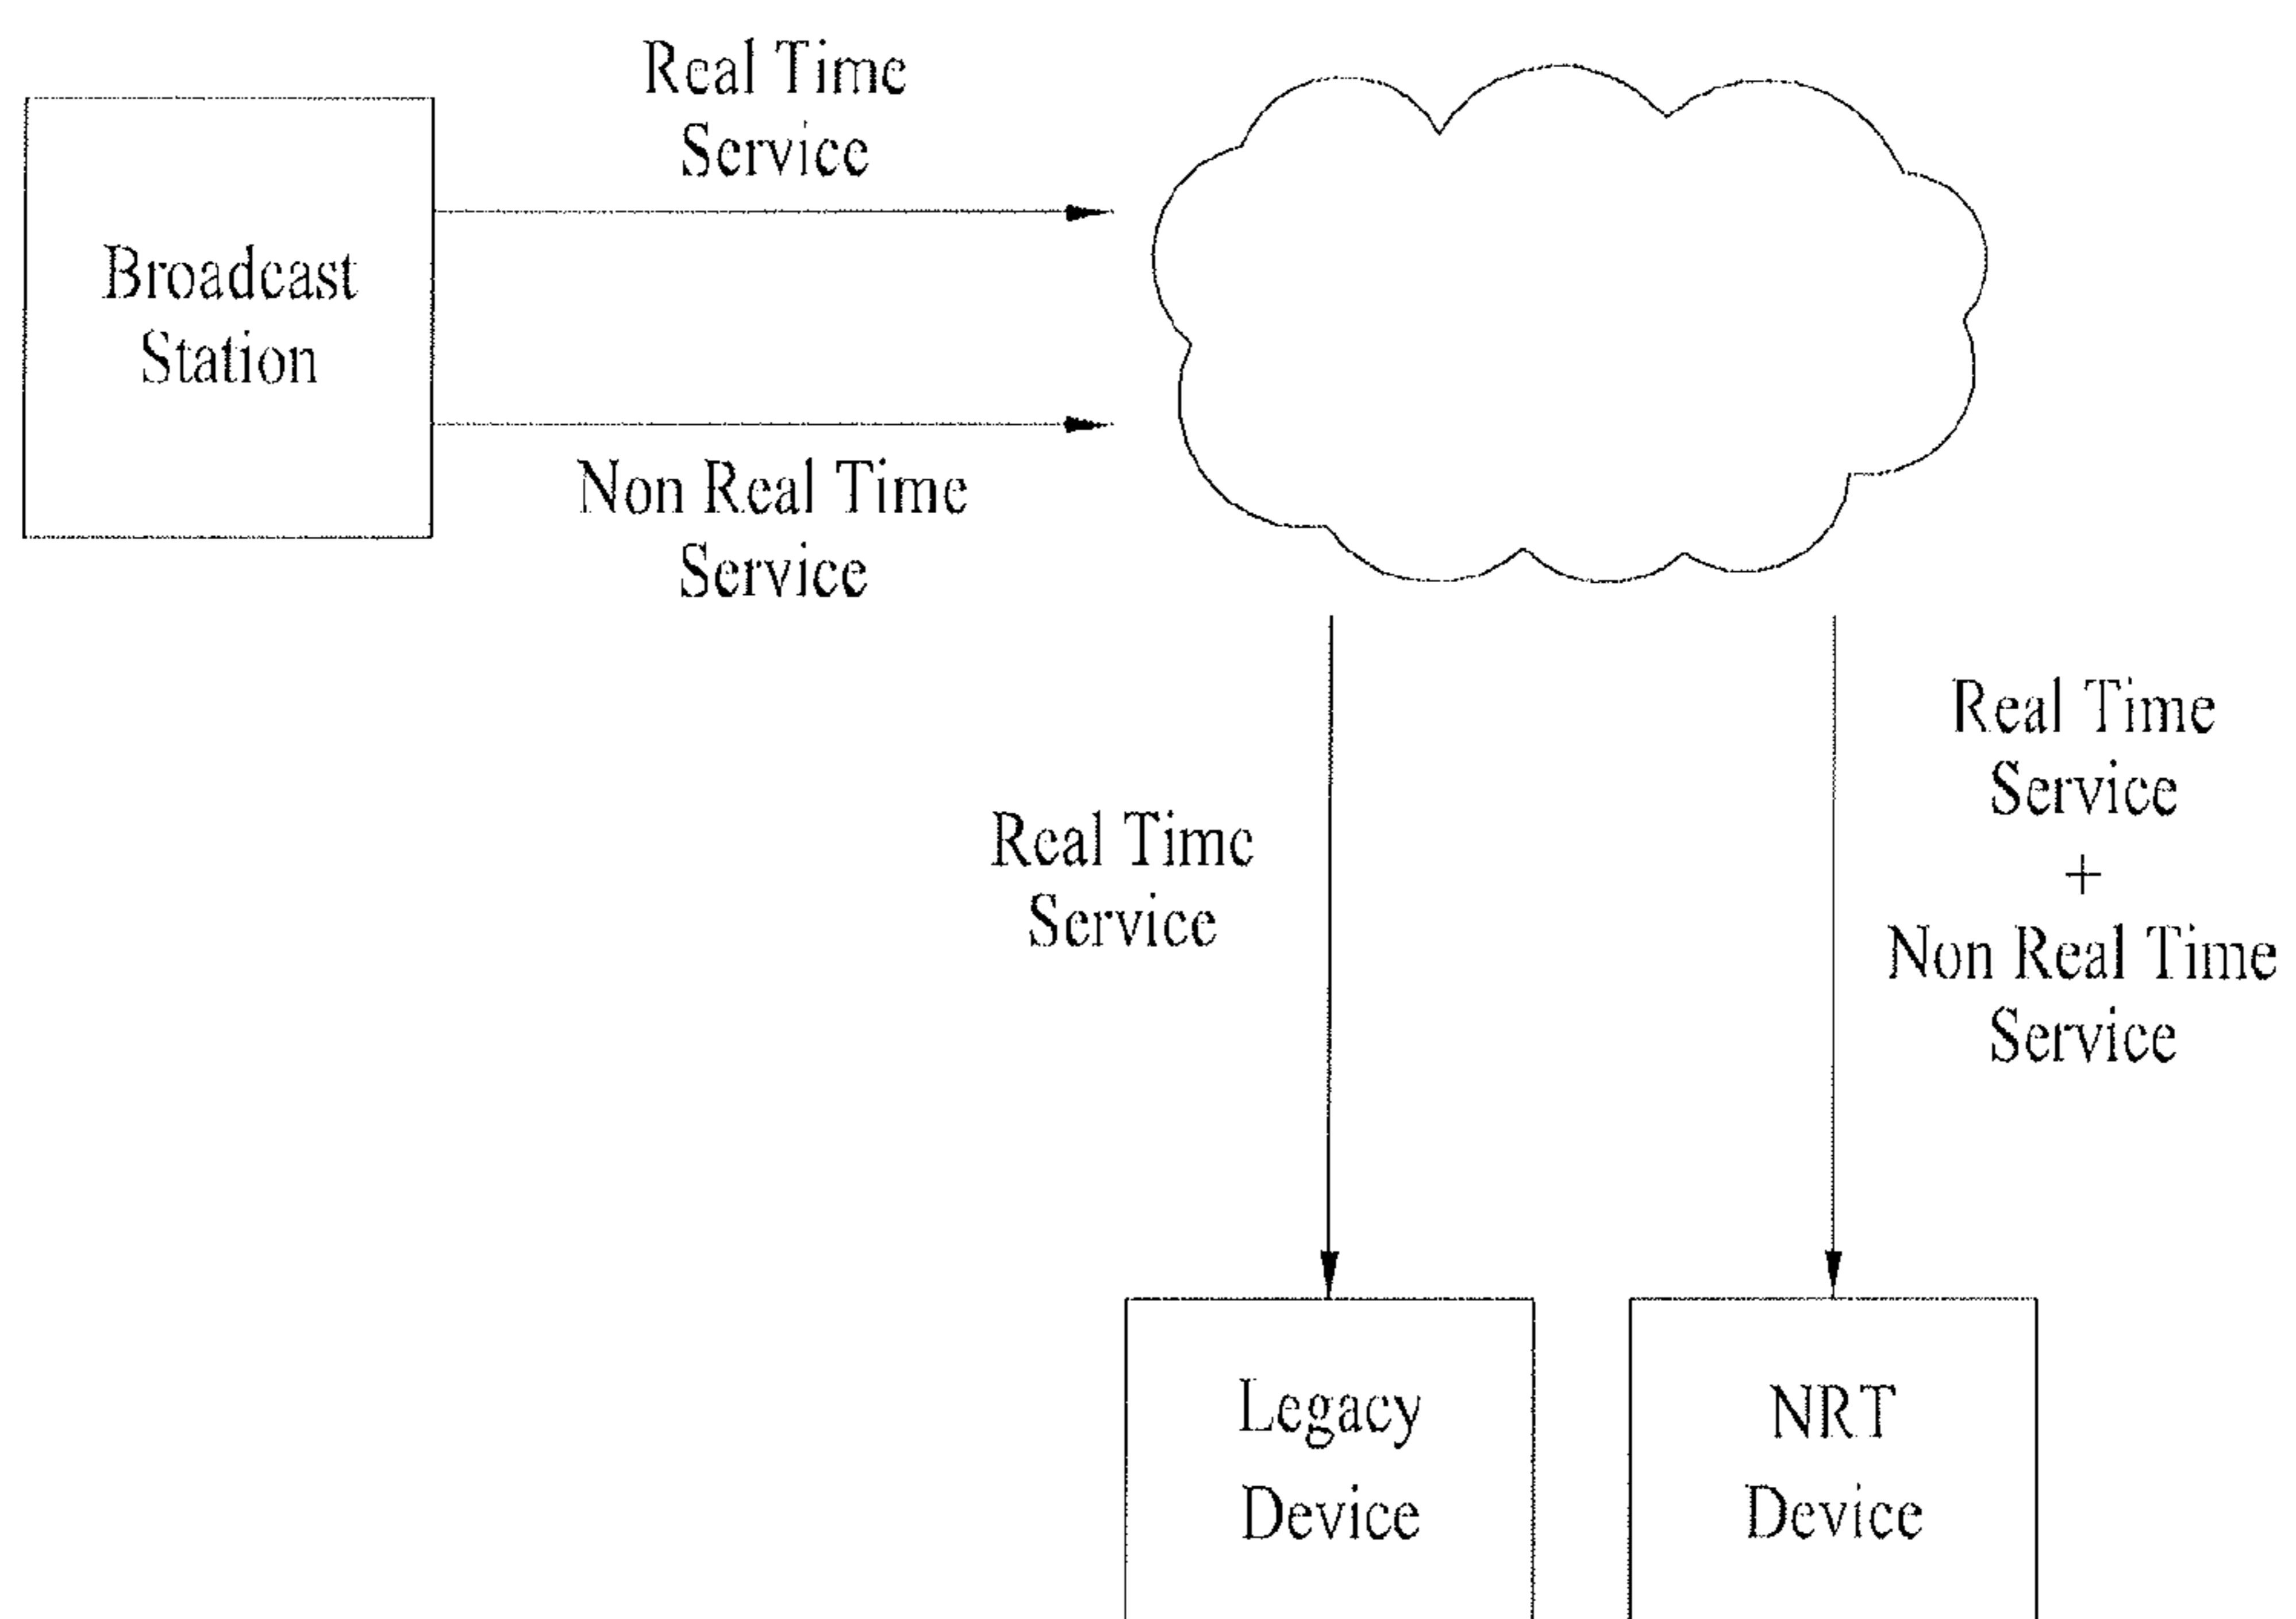 Real Time
Service
Broadcast
Station
Non Real Time
Service
Real Time
Service
Real Time
Service
+
Non Real Time
Service
Legacy
Device
NRT
Device